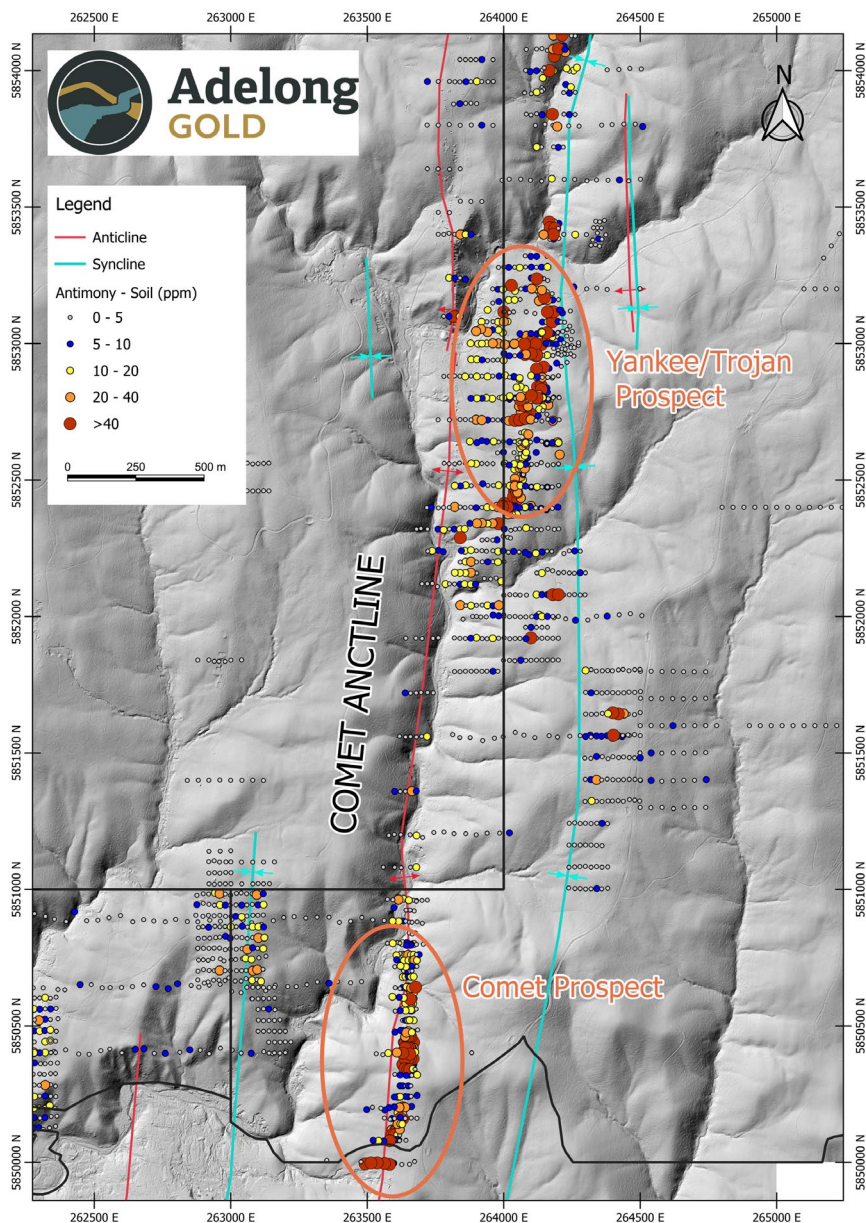 262500 E 263000 E 263500 E 264000 E 264500 E 265000 E
5854000 N
5853500 N
5853000 N
5852500 N
5852000 N
5851500 N
5851000 N
5850500 N
5850000 N
Adelong
GOLD
N
Legend
Anticline
Syncline
Antimony - Soil (ppm)
0 - 5
5 - 10
10 - 20
20 - 40
>40
0 250 500 m
Yankee/Trojan
Prospect
COMET ANCTLINE
Comet Prospect
5854000 N
5853500 N
5853000 N
5852500 N
5852000 N
5851500 N
5851000 N
5850500 N
5850000 N
262500 E 263000 E 263500 E 264000 E 264500 E 265000 E